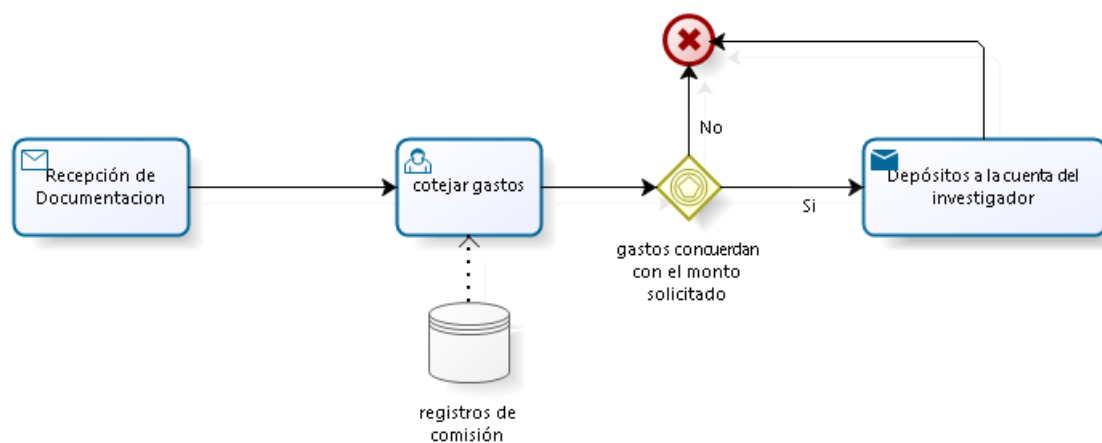 Recepción de
Documentacion
cotejar gastos
No
Si
Depósitos a la cuenta del
investigador
gastos concuerdan
con el monto
solicitado
registros de
comisión